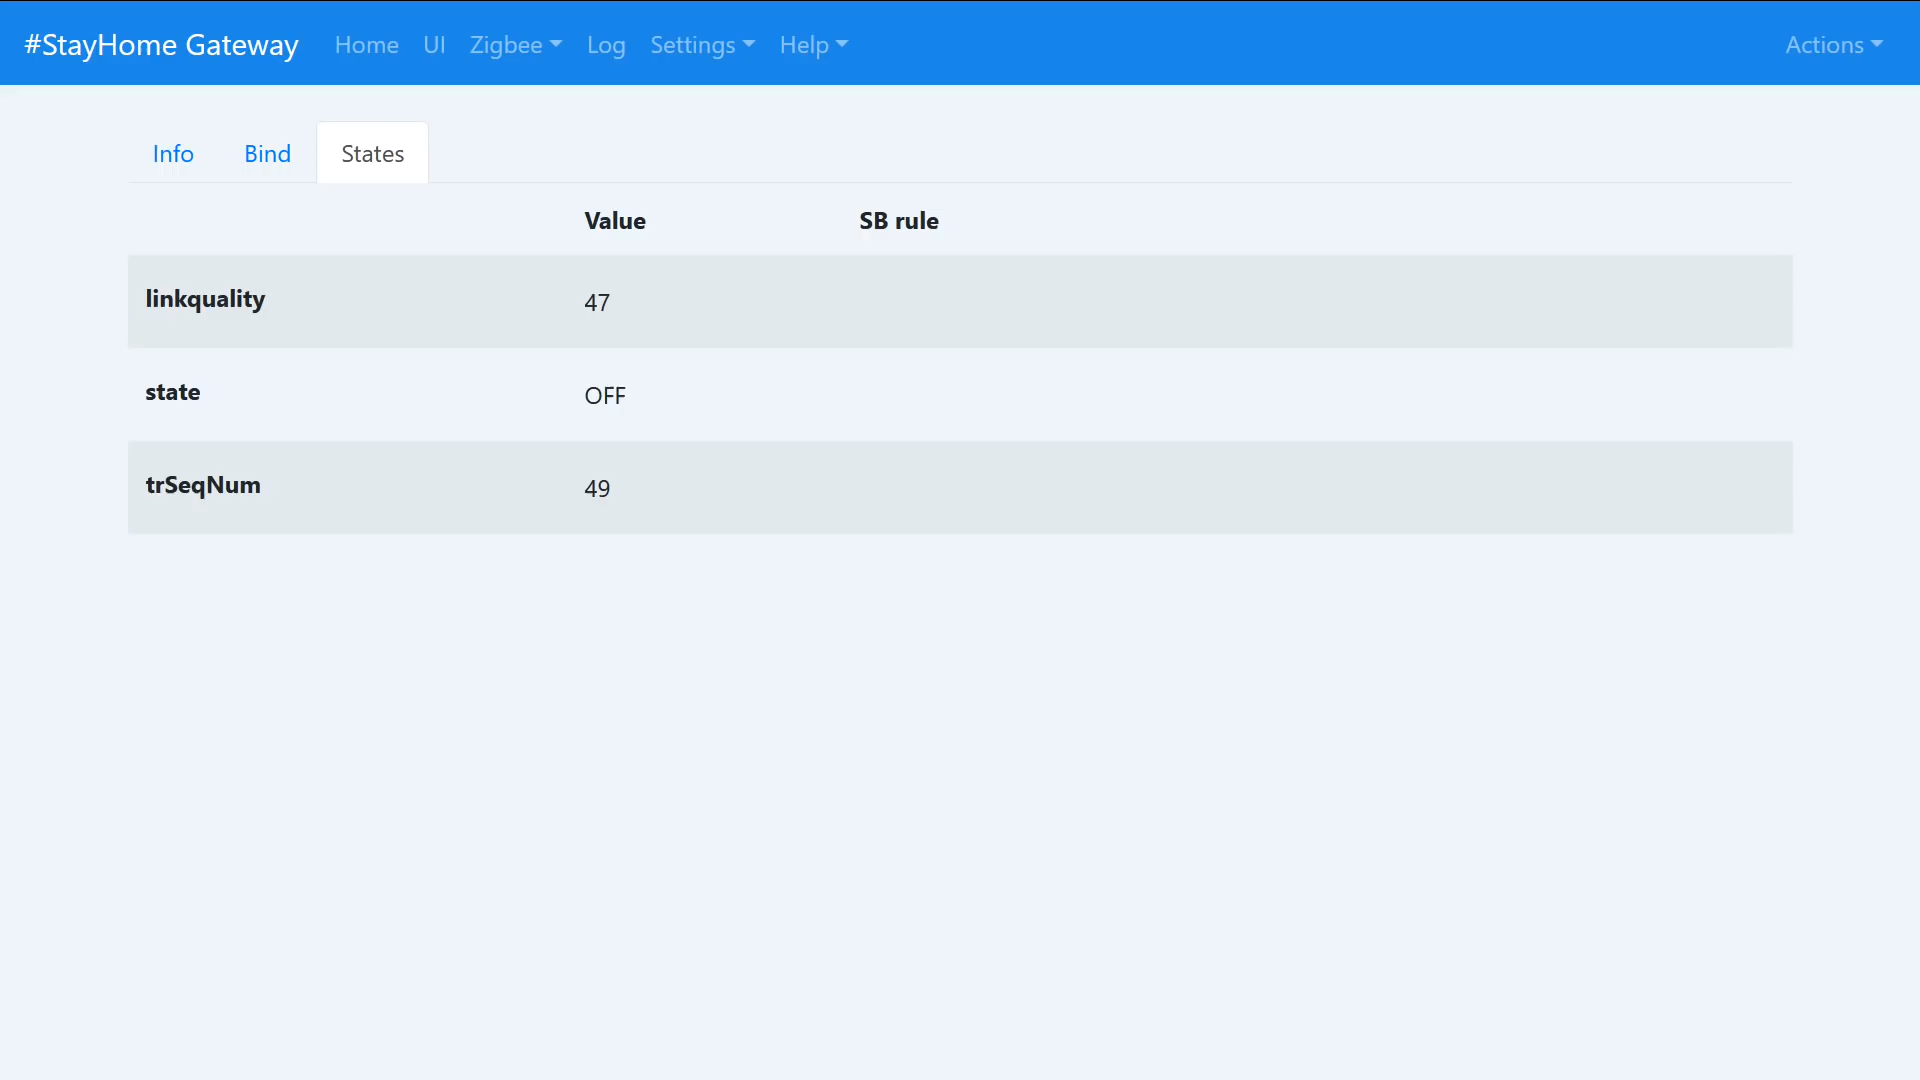 #StayHome Gateway Home UI Zigbee Log Settings Help Actions
Info Bind States
Value SB rule
linkquality 47
state OFF
trSeqNum 49